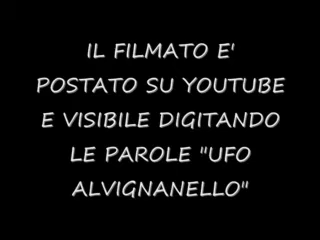 IL FILMATO E'
POSTATO SU YOUTUBE
E VISIBILE DIGITANDO
LE PAROLE "UFO
ALVIGNANELLO"